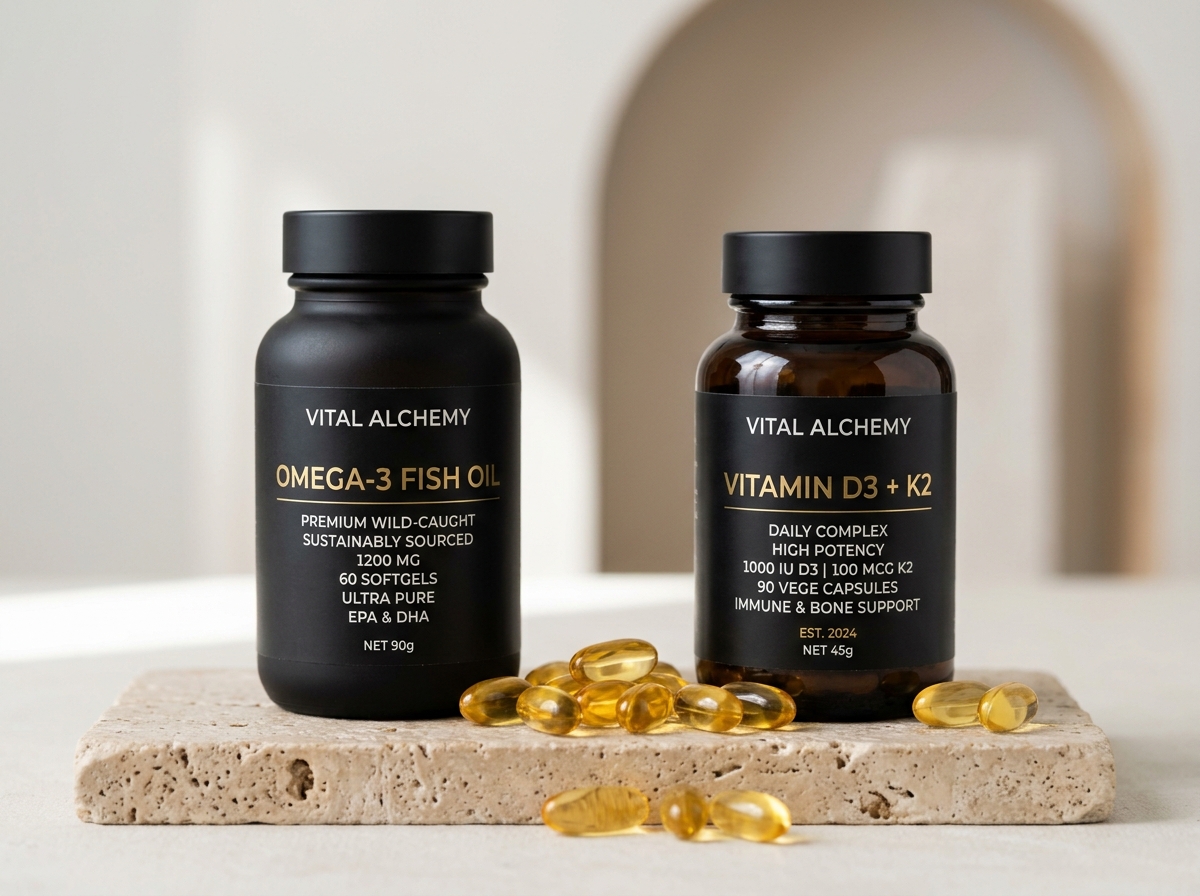 VITAL ALCHEMY
OMEGA-3 FISH OIL
PREMIUM WILD-CAUGHT
SUSTAINABLY SOURCED
1200 MG
60 SOFTGELS
ULTRA PURE
EPA & DHA
NET 90g
VITAL ALCHEMY
VITAMIN D3 + K2
DAILY COMPLEX
HIGH POTENCY
1000 IU D3 | 100 MCG K2
90 VEGE CAPSULES
IMMUNE & BONE SUPPORT
EST. 2024
NET 45g